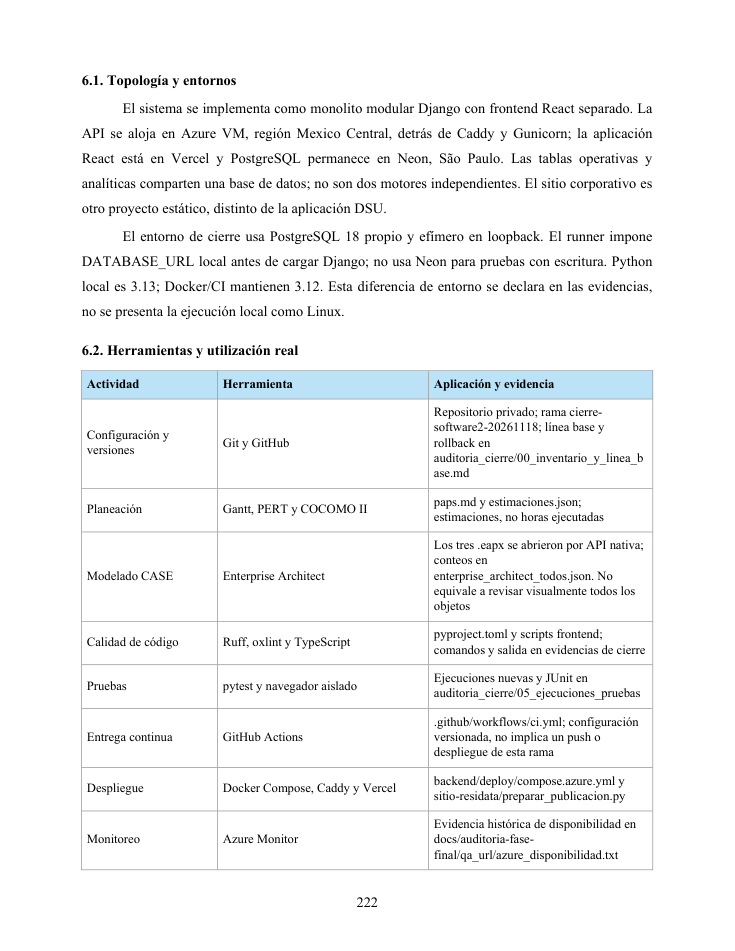 6.1. Topología y entornos
El sistema se implementa como monolito modular Django con frontend React separado. La
API se aloja en Azure VM, región Mexico Central, detrás de Caddy y Gunicorn; la aplicación
React está en Vercel y PostgreSQL permanece en Neon, São Paulo. Las tablas operativas y
analíticas comparten una base de datos; no son dos motores independientes. El sitio corporativo es
otro proyecto estático, distinto de la aplicación DSU.
El entorno de cierre usa PostgreSQL 18 propio y efímero en loopback. El runner impone
DATABASE_URL local antes de cargar Django; no usa Neon para pruebas con escritura. Python
local es 3.13; Docker/CI mantienen 3.12. Esta diferencia de entorno se declara en las evidencias,
no se presenta la ejecución local como Linux.
6.2. Herramientas y utilización real
Actividad
Herramienta
Aplicación y evidencia
Configuración y
versiones
Git y GitHub
Repositorio privado; rama cierre-
software2-20261118; línea base y
rollback en
auditoria_cierre/00_inventario_y_linea_b
ase.md
Planeación
Gantt, PERT y COCOMO II
paps.md y estimaciones.json;
estimaciones, no horas ejecutadas
Modelado CASE
Enterprise Architect
Los tres .eapx se abrieron por API nativa;
conteos en
enterprise_architect_todos.json. No
equivale a revisar visualmente todos los
objetos
Calidad de código
Ruff, oxlint y TypeScript
pyproject.toml y scripts frontend;
comandos y salida en evidencias de cierre
Pruebas
pytest y navegador aislado
Ejecuciones nuevas y JUnit en
auditoria_cierre/05_ejecuciones_pruebas
Entrega continua
GitHub Actions
.github/workflows/ci.yml; configuración
versionada, no implica un push o
despliegue de esta rama
Despliegue
Docker Compose, Caddy y Vercel
backend/deploy/compose.azure.yml y
sitio-residata/preparar_publicacion.py
Monitoreo
Azure Monitor
Evidencia histórica de disponibilidad en
docs/auditoria-fase-
final/qa_url/azure_disponibilidad.txt
222